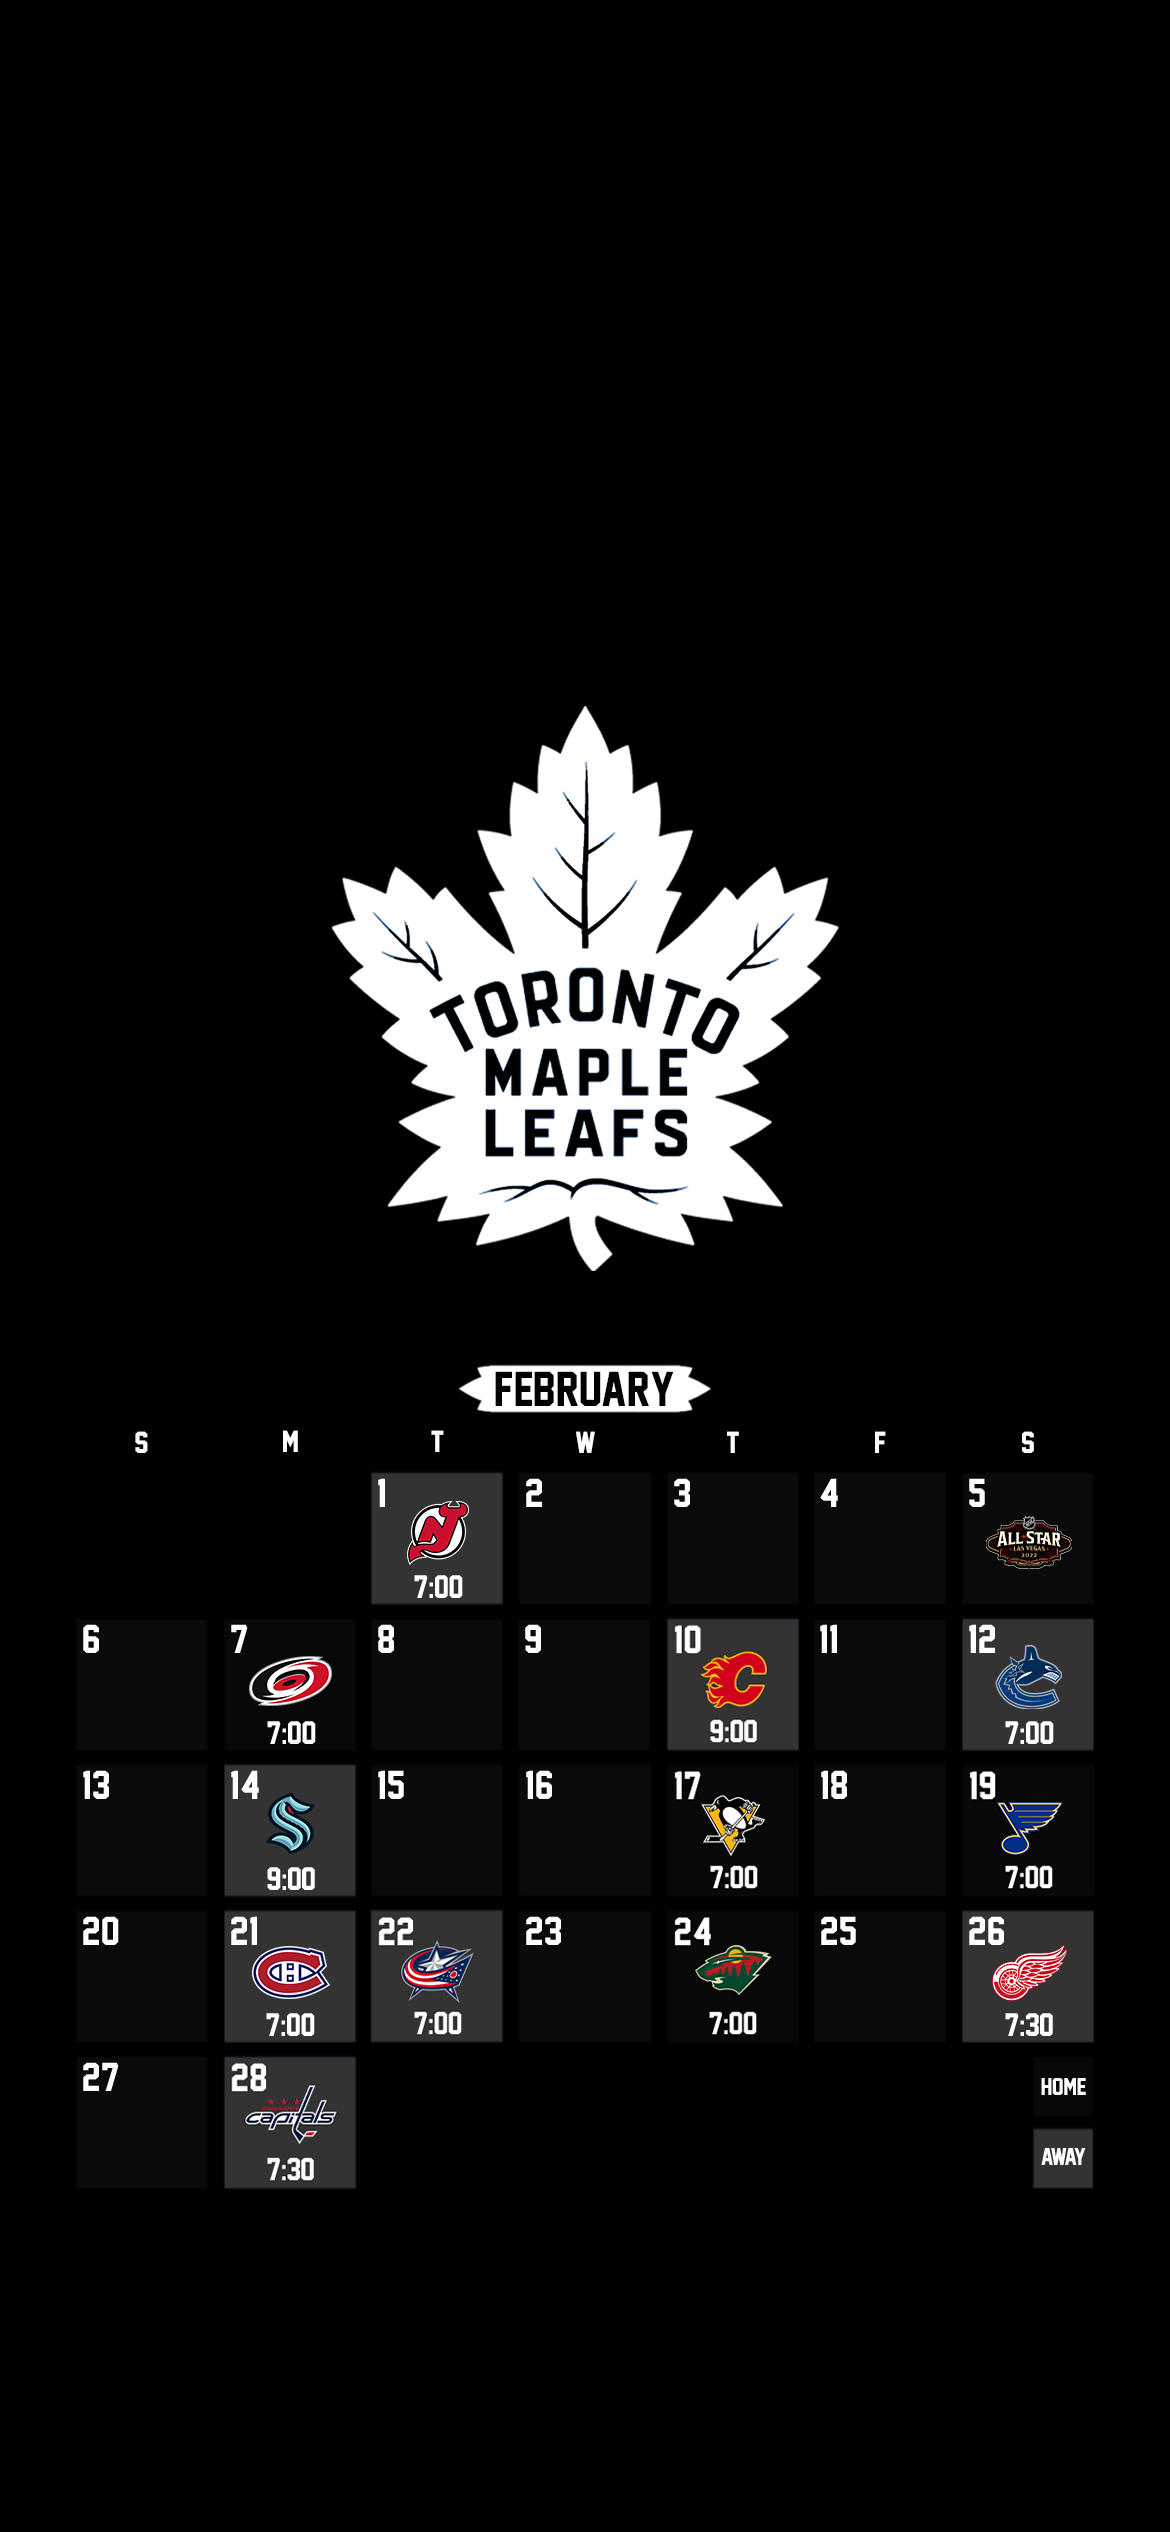 TORONTO
MAPLE
LEAFS
FEBRUARY
S M T W T F S
1 2 3 4 5
ALL STAR
LAS VEGAS
2022
7:00
6 7 8 9 10 11 12
7:00 9:00 7:00
13 14 15 16 17 18 19
9:00 7:00 7:00
20 21 22 23 24 25 26
7:00 7:00 7:00 7:30
27 28
capitals
7:30
HOME
AWAY